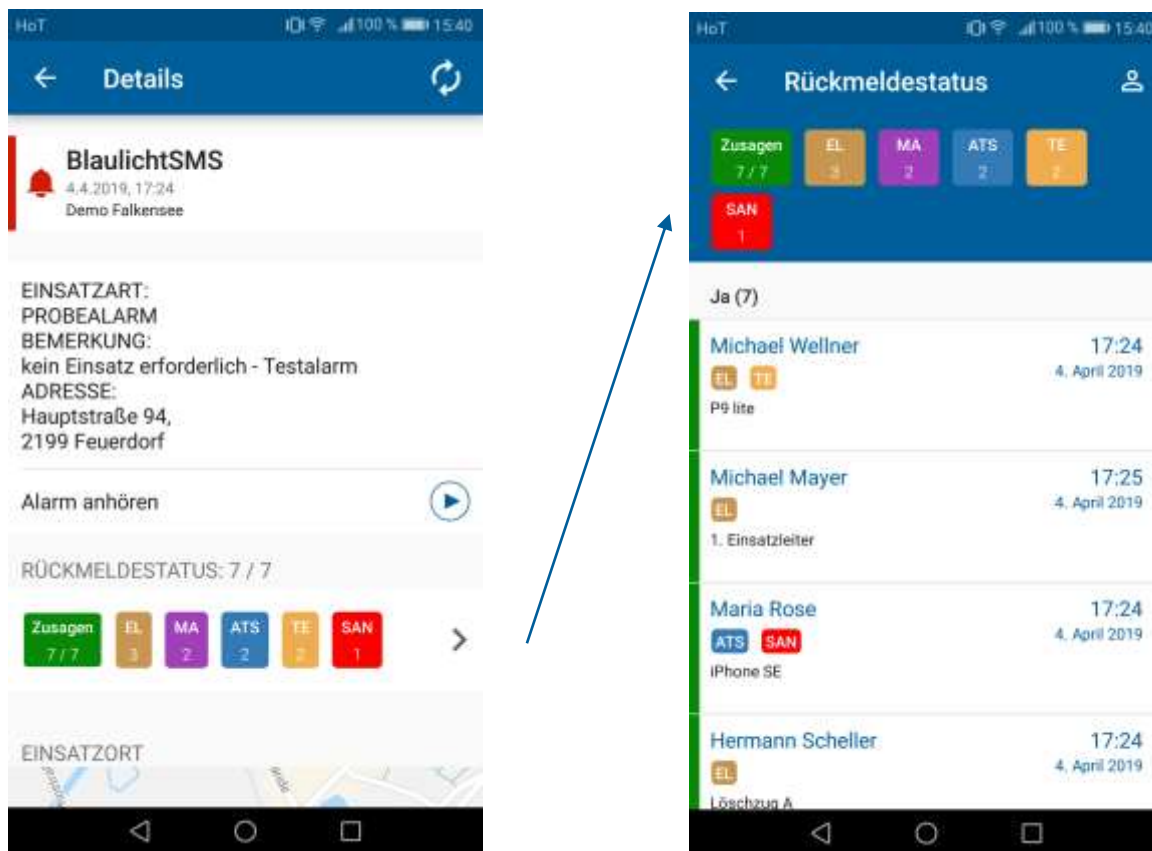 HoT
100 % 15:40
Details
BlaulichtSMS
4.4.2019, 17:24
Demo Falkensee
EINSATZART:
PROBEALARM
BEMERKUNG:
kein Einsatz erforderlich - Testalarm
ADRESSE:
Hauptstraße 94,
2199 Feuerdorf
Alarm anhören
RÜCKMELDESTATUS: 7 / 7
Zusagen EL MA ATS TE SAN
7 / 7 3 2 2 2 1
EINSATZORT
HoT
100 % 15:40
Rückmeldestatus
Zusagen EL MA ATS TE
7 / 7 3 2 2 2
SAN
1
Ja (7)
Michael Wellner 17:24
EL TE 4. April 2019
P9 lite
Michael Mayer 17:25
EL 4. April 2019
1. Einsatzleiter
Maria Rose 17:24
ATS SAN 4. April 2019
iPhone SE
Hermann Scheller 17:24
EL 4. April 2019
Löschzug A